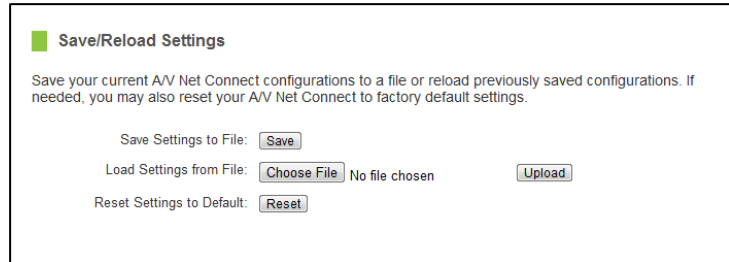 Save/Reload Settings
Save your current A/V Net Connect configurations to a file or reload previously saved configurations. If
needed, you may also reset your A/V Net Connect to factory default settings.
Save Settings to File: Save
Load Settings from File: Choose File No file chosen Upload
Reset Settings to Default: Reset